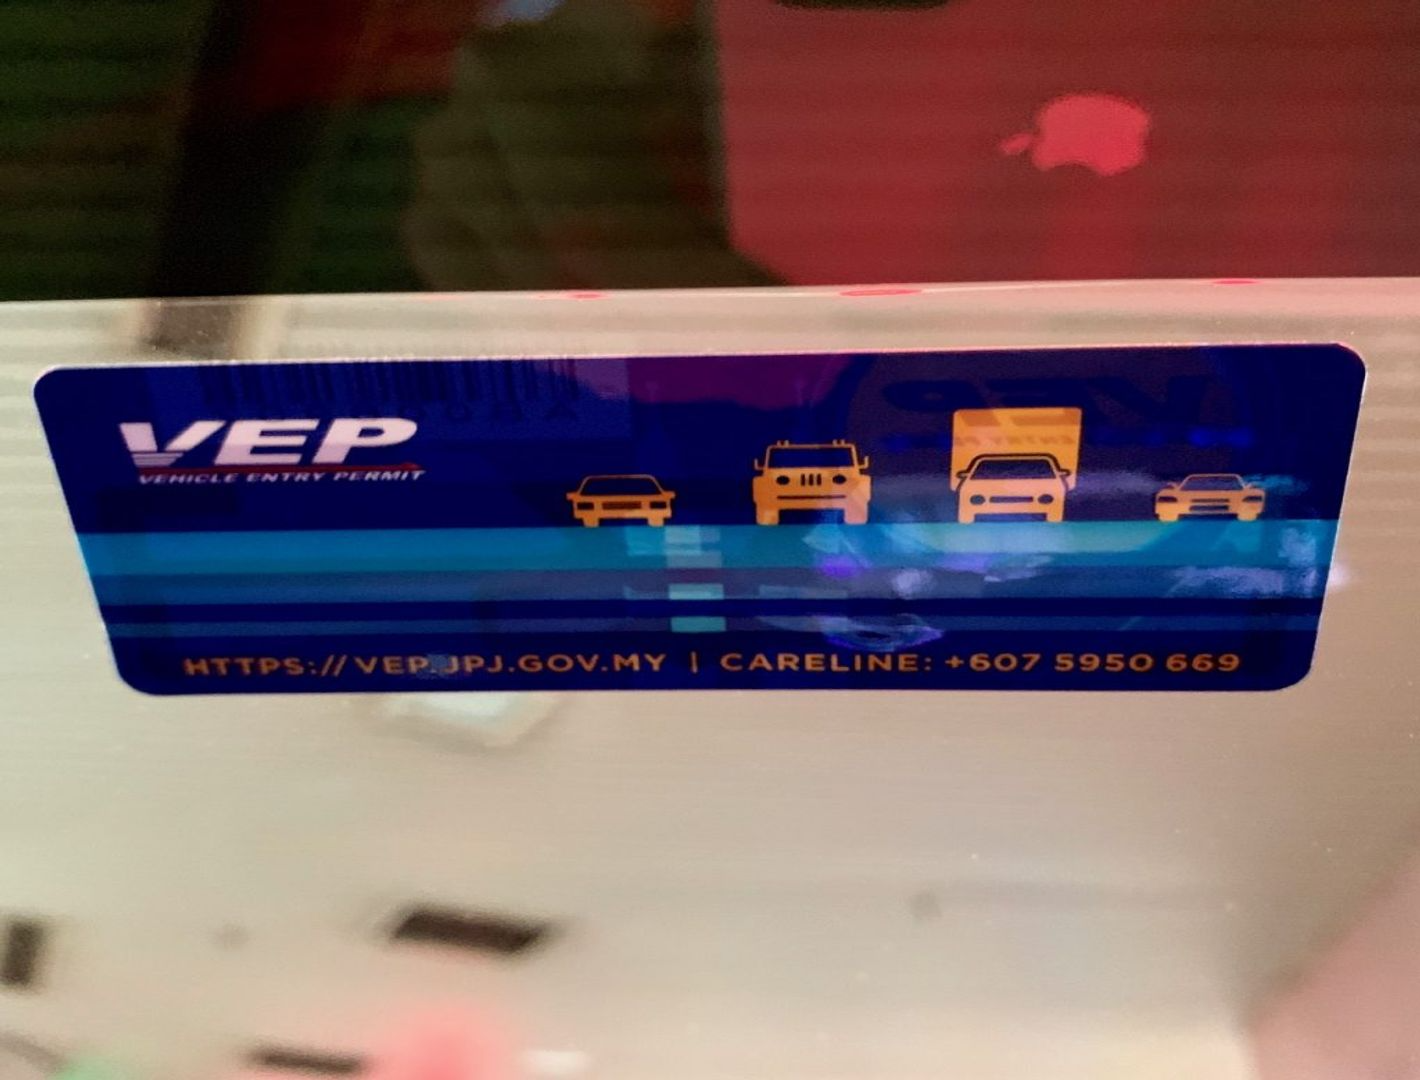 VEP
VEHICLE ENTRY PERMIT
HTTPS://VEP.JPJ.GOV.MY | CARELINE: +607 5950 669